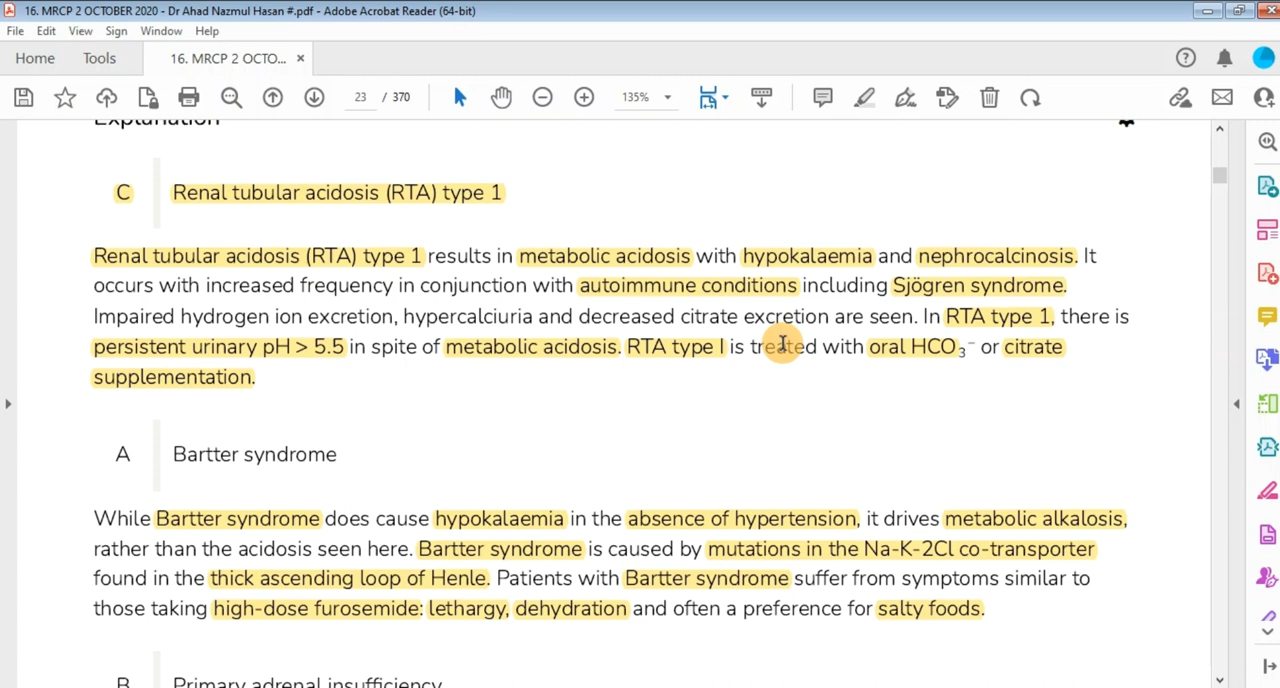 16. MRCP 2 OCTOBER 2020 - Dr Ahad Nazmul Hasan #.pdf - Adobe Acrobat Reader (64-bit)
File Edit View Sign Window Help
Home Tools 16. MRCP 2 OCTO... ×
23 / 370 135%
Explanation
C Renal tubular acidosis (RTA) type 1
Renal tubular acidosis (RTA) type 1 results in metabolic acidosis with hypokalaemia and nephrocalcinosis. It
occurs with increased frequency in conjunction with autoimmune conditions including Sjögren syndrome.
Impaired hydrogen ion excretion, hypercalciuria and decreased citrate excretion are seen. In RTA type 1, there is
persistent urinary pH > 5.5 in spite of metabolic acidosis. RTA type I is treated with oral HCO₃⁻ or citrate
supplementation.
A Bartter syndrome
While Bartter syndrome does cause hypokalaemia in the absence of hypertension, it drives metabolic alkalosis,
rather than the acidosis seen here. Bartter syndrome is caused by mutations in the Na-K-2Cl co-transporter
found in the thick ascending loop of Henle. Patients with Bartter syndrome suffer from symptoms similar to
those taking high-dose furosemide: lethargy, dehydration and often a preference for salty foods.
B Primary adrenal insufficiency